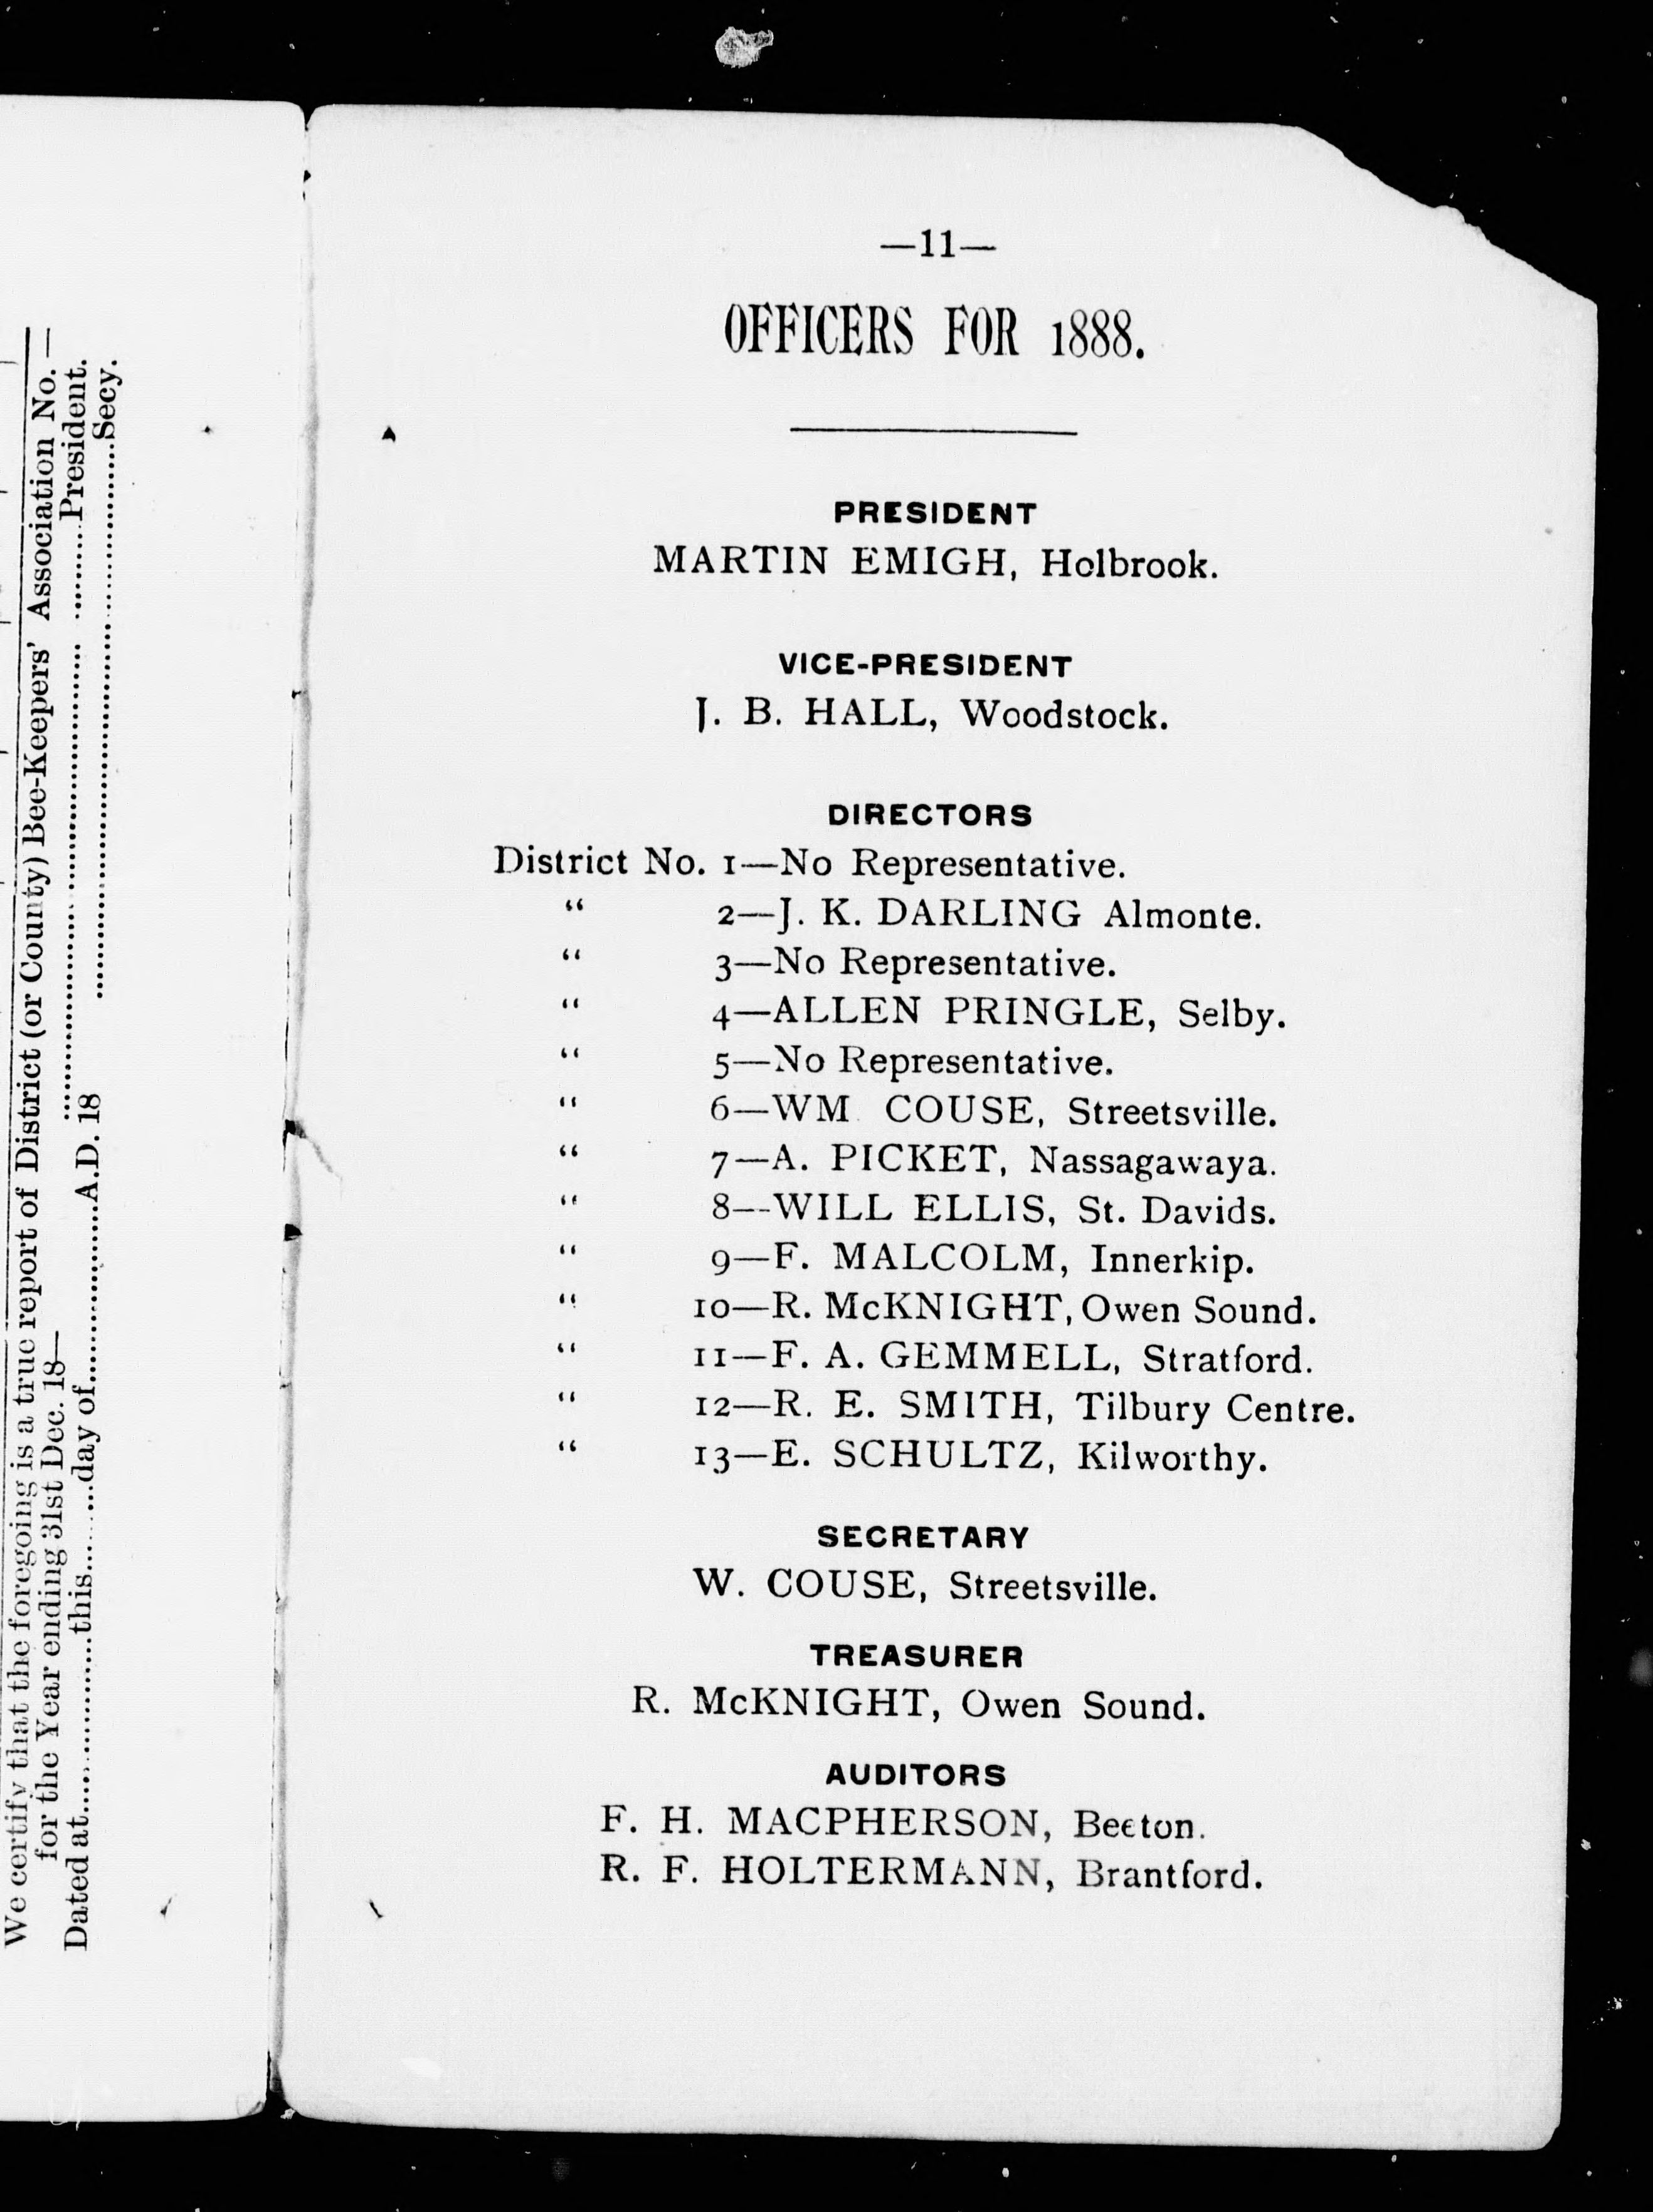 We certify that the foregoing is a true report of District (or County) Bee-Keepers' Association No. —
for the Year ending 31st Dec. 18—
President.
Dated at..............this........day of................A.D. 18
Secy.
—11—
OFFICERS FOR 1888.
PRESIDENT
MARTIN EMIGH, Holbrook.
VICE-PRESIDENT
J. B. HALL, Woodstock.
DIRECTORS
District No. 1—No Representative.
“ 2—J. K. DARLING Almonte.
“ 3—No Representative.
“ 4—ALLEN PRINGLE, Selby.
“ 5—No Representative.
“ 6—WM. COUSE, Streetsville.
“ 7—A. PICKET, Nassagawaya.
“ 8—WILL ELLIS, St. Davids.
“ 9—F. MALCOLM, Innerkip.
“ 10—R. McKNIGHT, Owen Sound.
“ 11—F. A. GEMMELL, Stratford.
“ 12—R. E. SMITH, Tilbury Centre.
“ 13—E. SCHULTZ, Kilworthy.
SECRETARY
W. COUSE, Streetsville.
TREASURER
R. McKNIGHT, Owen Sound.
AUDITORS
F. H. MACPHERSON, Beeton.
R. F. HOLTERMANN, Brantford.